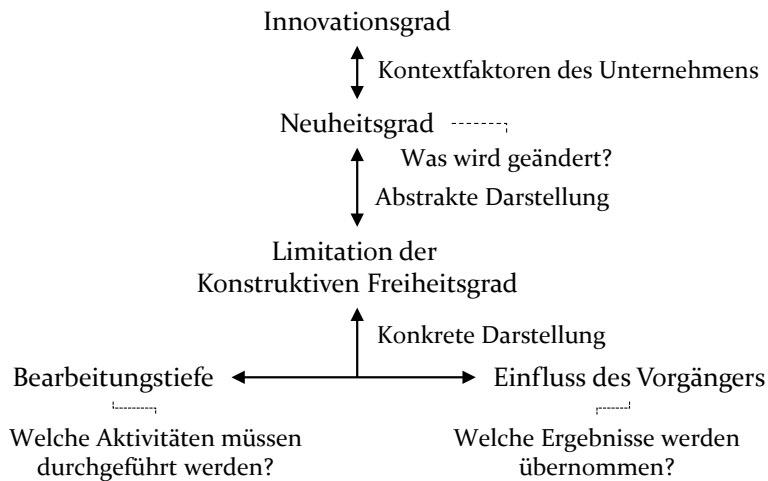 Innovationsgrad
Kontextfaktoren des Unternehmens
Neuheitsgrad
Was wird geändert?
Abstrakte Darstellung
Limitation der
Konstruktiven Freiheitsgrad
Konkrete Darstellung
Bearbeitungstiefe
Einfluss des Vorgängers
Welche Aktivitäten müssen
durchgeführt werden?
Welche Ergebnisse werden
übernommen?